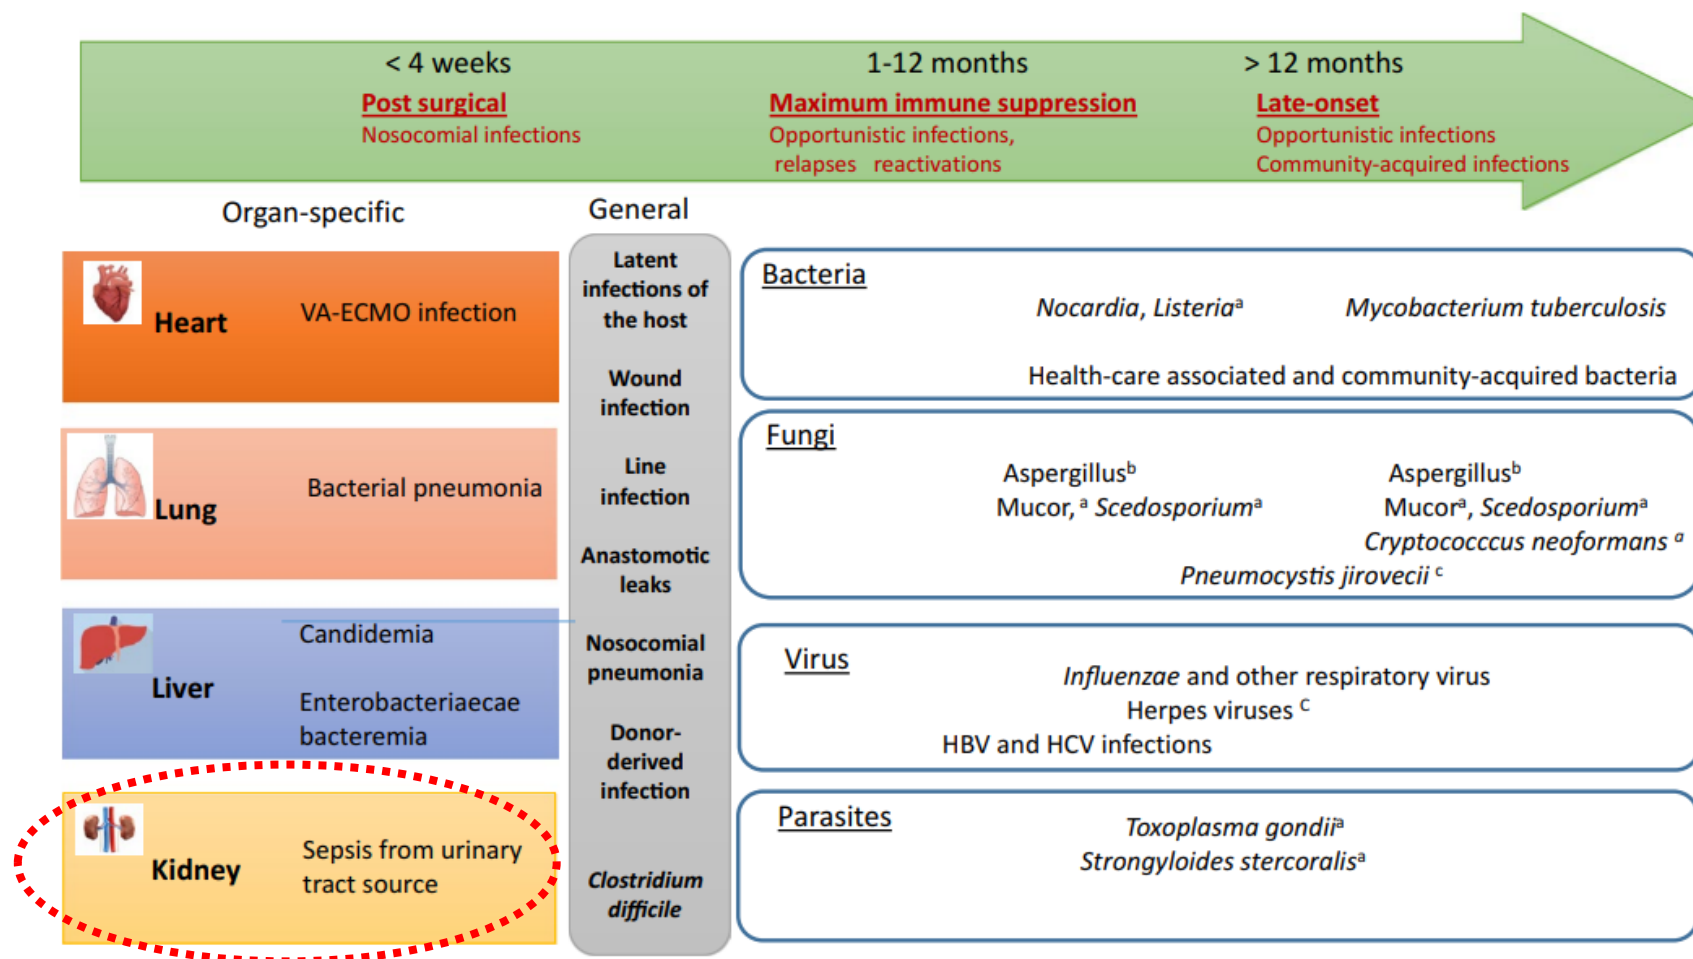 < 4 weeks
Post surgical
Nosocomial infections
1-12 months
Maximum immune suppression
Opportunistic infections,
relapses reactivations
> 12 months
Late-onset
Opportunistic infections
Community-acquired infections
Organ-specific
General
Heart
VA-ECMO infection
Lung
Bacterial pneumonia
Liver
Candidemia
Enterobacteriaecae
bacteremia
Kidney
Sepsis from urinary
tract source
Latent
infections of
the host
Wound
infection
Line
infection
Anastomotic
leaks
Nosocomial
pneumonia
Donor-
derived
infection
Clostridium
difficile
Bacteria
Nocardia, Listeriaᵃ
Mycobacterium tuberculosis
Health-care associated and community-acquired bacteria
Fungi
Aspergillusᵇ
Mucor, ᵃ Scedosporiumᵃ
Aspergillusᵇ
Mucorᵃ, Scedosporiumᵃ
Cryptococccus neoformans ᵃ
Pneumocystis jirovecii ᶜ
Virus
Influenzae and other respiratory virus
Herpes viruses ᶜ
HBV and HCV infections
Parasites
Toxoplasma gondiiᵃ
Strongyloides stercoralisᵃ